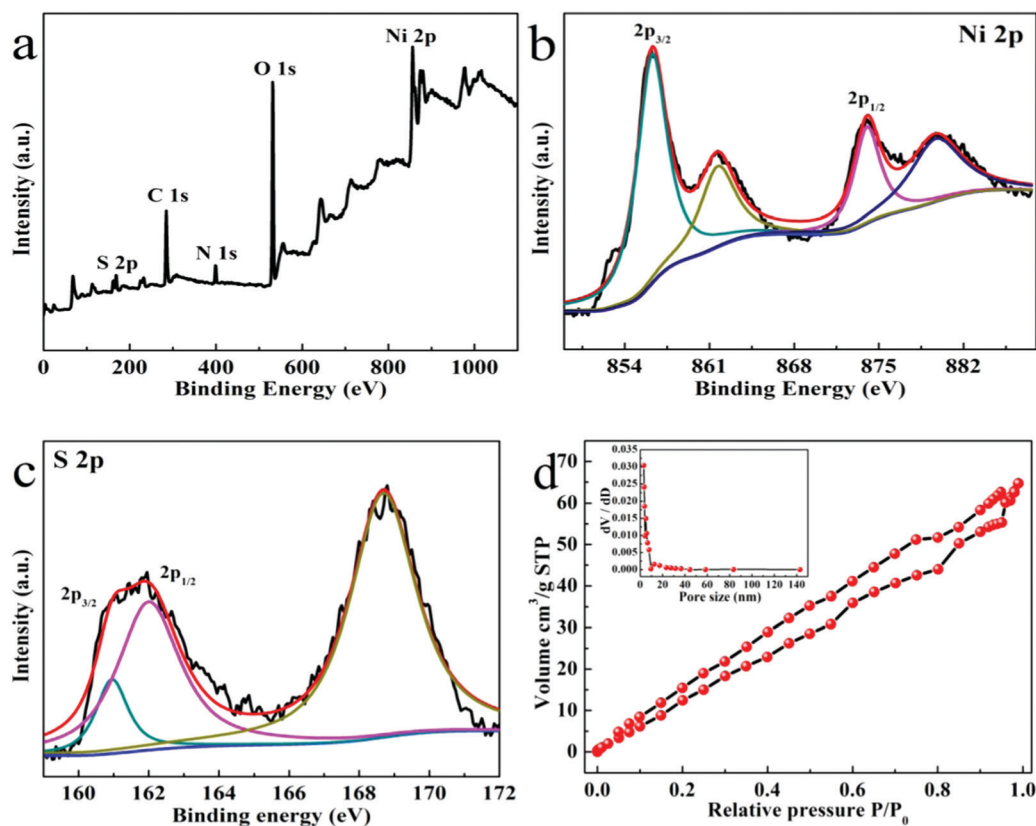 a
Ni 2p
O 1s
C 1s
N 1s
S 2p
Intensity (a.u.)
0 200 400 600 800 1000
Binding Energy (eV)
b
Ni 2p
2p3/2
2p1/2
Intensity (a.u.)
854 861 868 875 882
Binding Energy (eV)
c
S 2p
2p3/2
2p1/2
Intensity (a.u.)
160 162 164 166 168 170 172
Binding energy (eV)
d
70
60
50
40
30
20
10
0
Volume cm³/g STP
0.0 0.2 0.4 0.6 0.8 1.0
Relative pressure P/P₀
0.035
0.030
0.025
0.020
0.015
0.010
0.005
0.000
dV / dD
0 20 40 60 80 100 120 140
Pore size (nm)